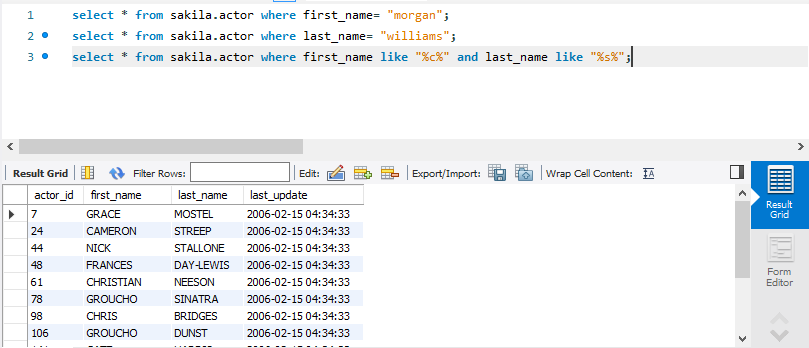 1 select * from sakila.actor where first_name= "morgan";
2 select * from sakila.actor where last_name= "williams";
3 select * from sakila.actor where first_name like "%c%" and last_name like "%s%";
Result Grid Filter Rows: Edit: Export/Import: Wrap Cell Content: IA
actor_id first_name last_name last_update
7 GRACE MOSTEL 2006-02-15 04:34:33
24 CAMERON STREEP 2006-02-15 04:34:33
44 NICK STALLONE 2006-02-15 04:34:33
48 FRANCES DAY-LEWIS 2006-02-15 04:34:33
61 CHRISTIAN NEESON 2006-02-15 04:34:33
78 GROUCHO SINATRA 2006-02-15 04:34:33
98 CHRIS BRIDGES 2006-02-15 04:34:33
106 GROUCHO DUNST 2006-02-15 04:34:33
Result
Grid
Form
Editor